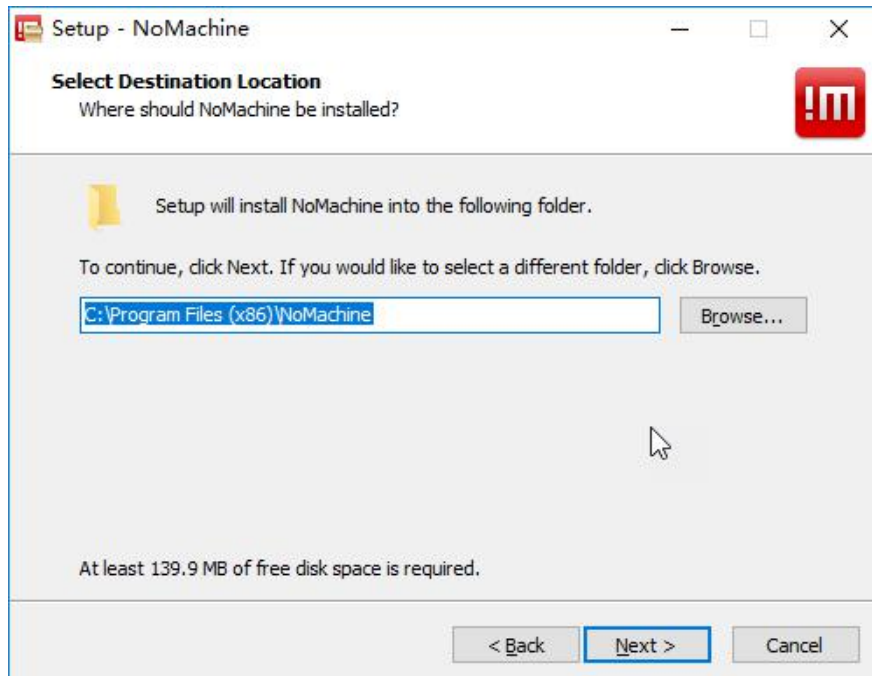 Setup - NoMachine
Select Destination Location
Where should NoMachine be installed?
!m
Setup will install NoMachine into the following folder.
To continue, click Next. If you would like to select a different folder, click Browse.
C:\Program Files (x86)\NoMachine
Browse...
At least 139.9 MB of free disk space is required.
< Back
Next >
Cancel